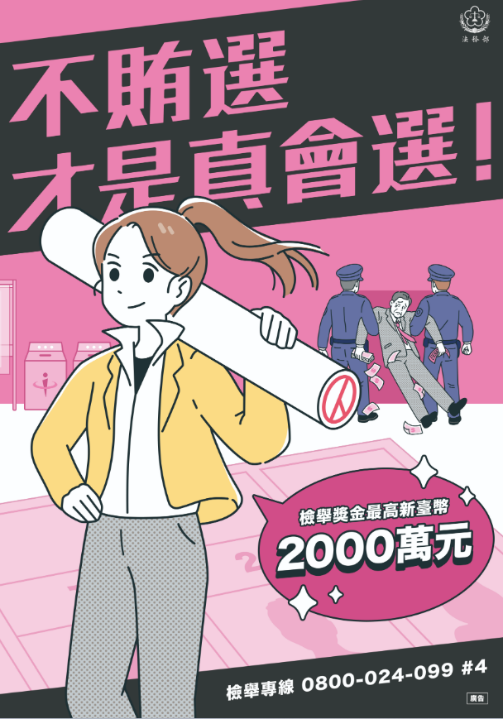 法務部
不賄選
才是真會選！
檢舉獎金最高新臺幣
2000萬元
檢舉專線 0800-024-099 #4
廣告